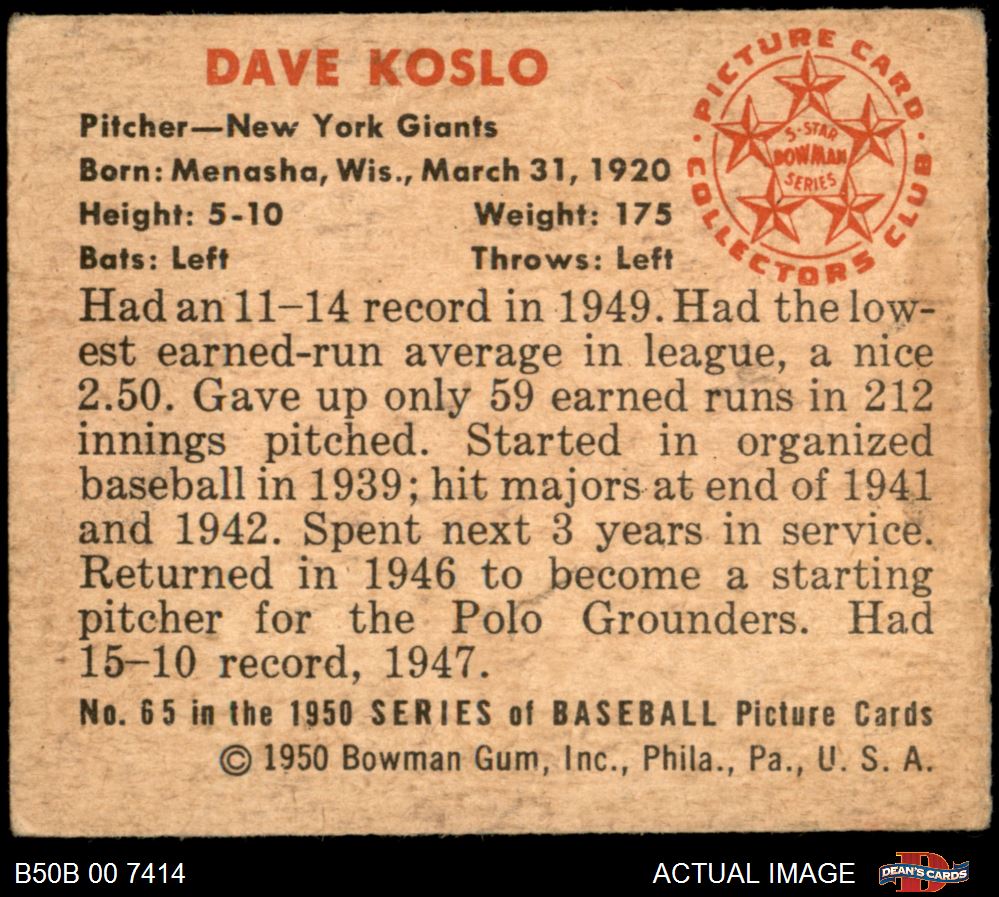 DAVE KOSLO
Pitcher—New York Giants
Born: Menasha, Wis., March 31, 1920
Height: 5-10 Weight: 175
Bats: Left Throws: Left
PICTURE CARD
COLLECTORS CLUB
5-STAR
BOWMAN
SERIES
Had an 11–14 record in 1949. Had the low-
est earned-run average in league, a nice
2.50. Gave up only 59 earned runs in 212
innings pitched. Started in organized
baseball in 1939; hit majors at end of 1941
and 1942. Spent next 3 years in service.
Returned in 1946 to become a starting
pitcher for the Polo Grounders. Had
15–10 record, 1947.
No. 65 in the 1950 SERIES of BASEBALL Picture Cards
© 1950 Bowman Gum, Inc., Phila., Pa., U. S. A.
B50B 00 7414 ACTUAL IMAGE D DEAN'S CARDS